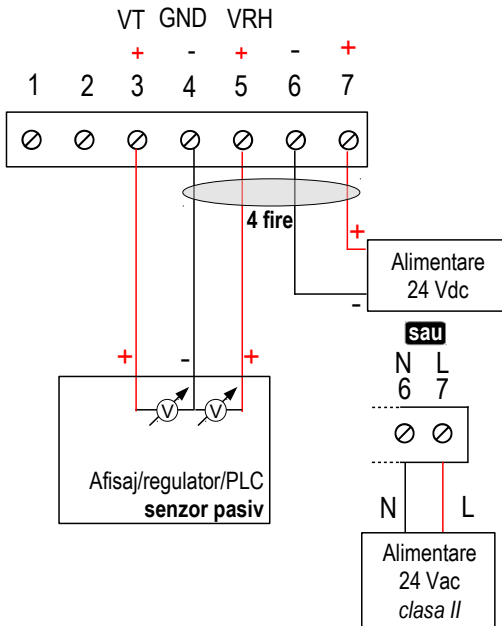 VT GND VRH
+ - + - +
1 2 3 4 5 6 7
4 fire
+
Alimentare
24 Vdc
-
sau
+ - +
N L
6 7
V V
Afisaj/regulator/PLC
senzor pasiv
N L
Alimentare
24 Vac
clasa II